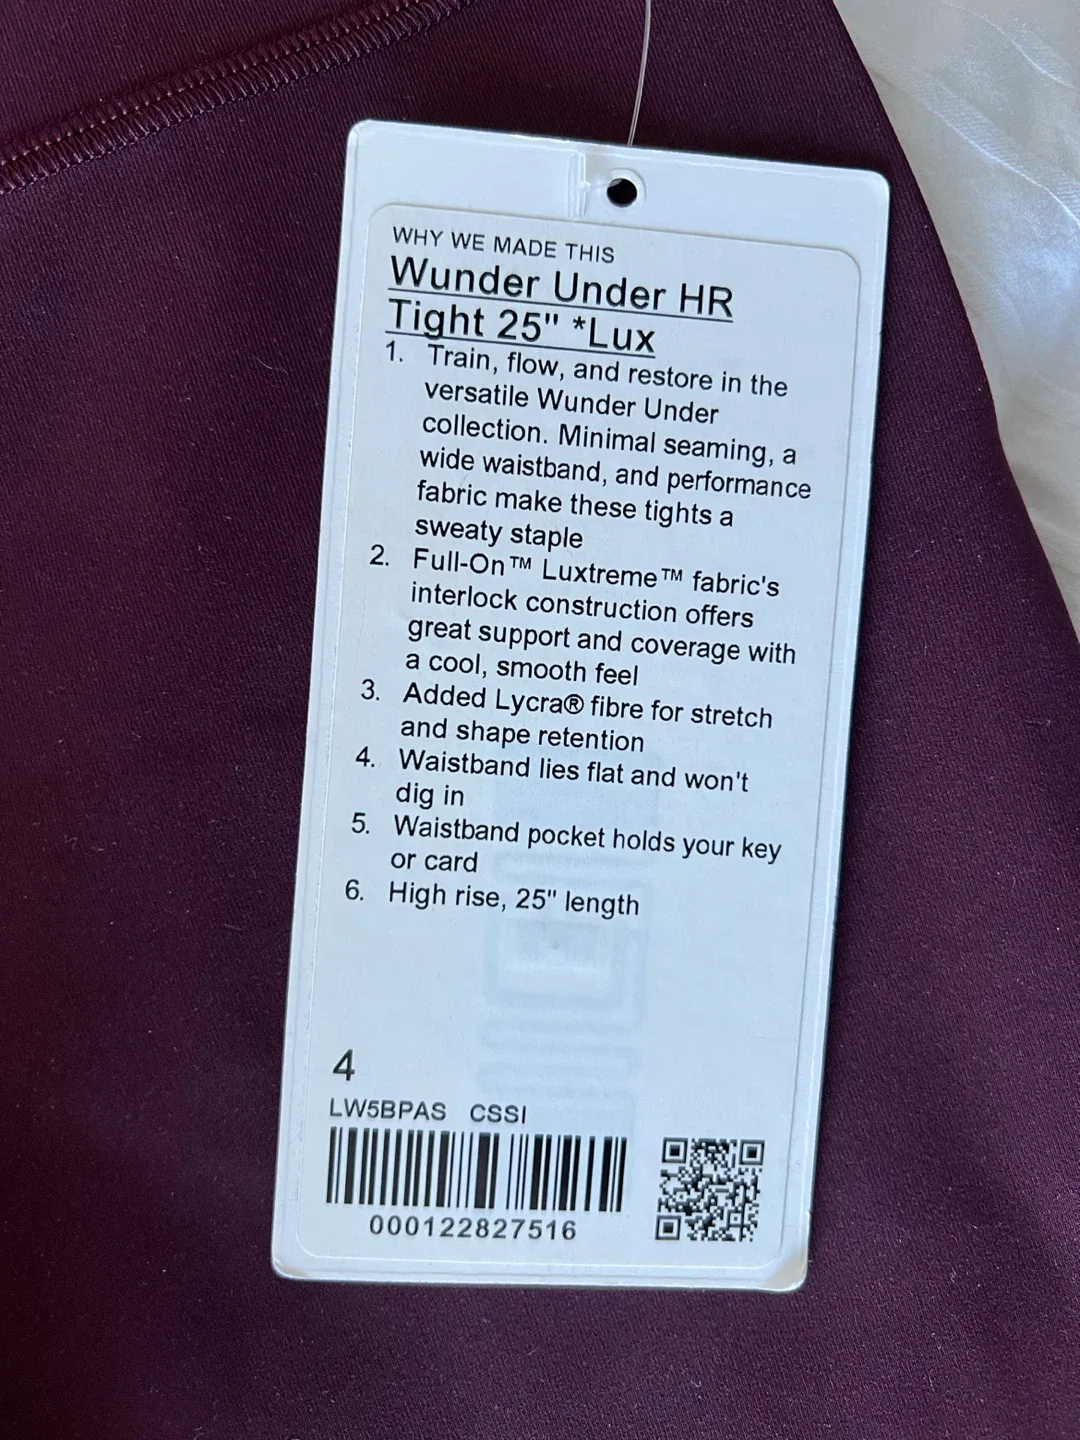 WHY WE MADE THIS
Wunder Under HR
Tight 25" *Lux
1. Train, flow, and restore in the
versatile Wunder Under
collection. Minimal seaming, a
wide waistband, and performance
fabric make these tights a
sweaty staple
2. Full-On™ Luxtreme™ fabric's
interlock construction offers
great support and coverage with
a cool, smooth feel
3. Added Lycra® fibre for stretch
and shape retention
4. Waistband lies flat and won't
dig in
5. Waistband pocket holds your key
or card
6. High rise, 25" length
4
LW5BPAS CSSI
000122827516